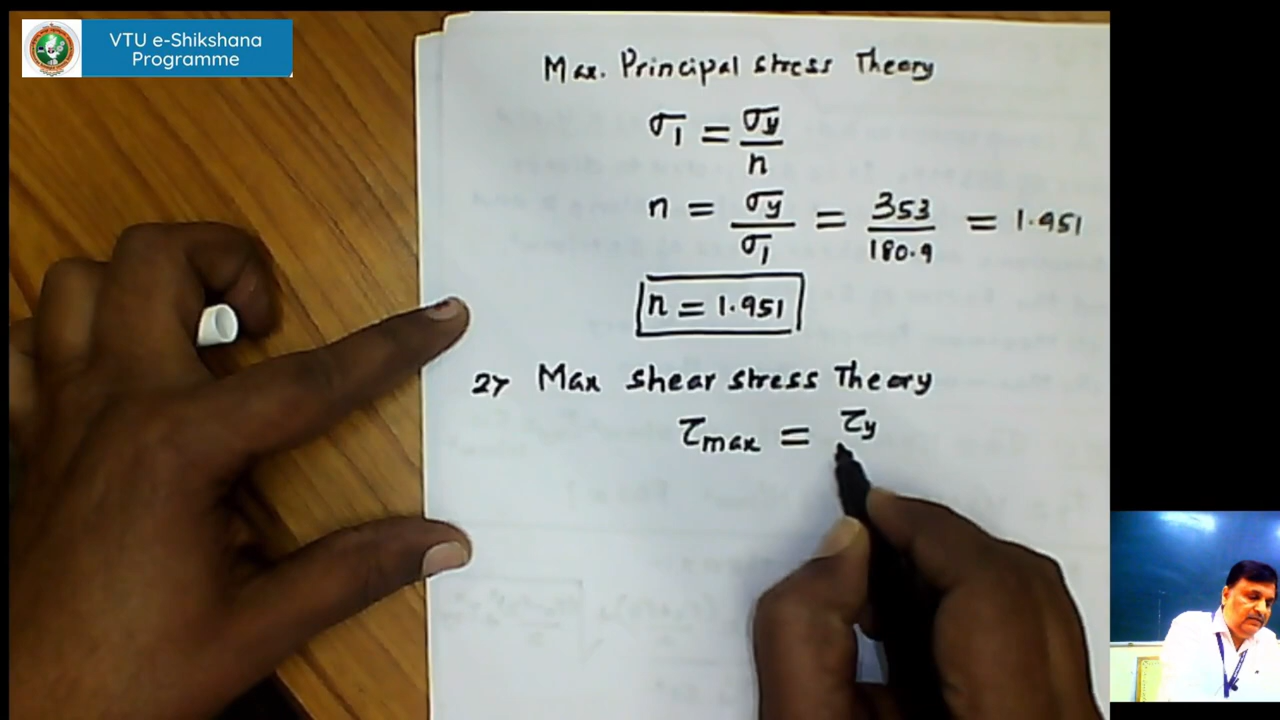 VTU e-Shikshana
Programme
Max. Principal stress Theory
σ1 = σy/n
n = σy/σ1 = 353/180.9 = 1.951
n = 1.951
2> Max shear stress Theory
τmax = τy